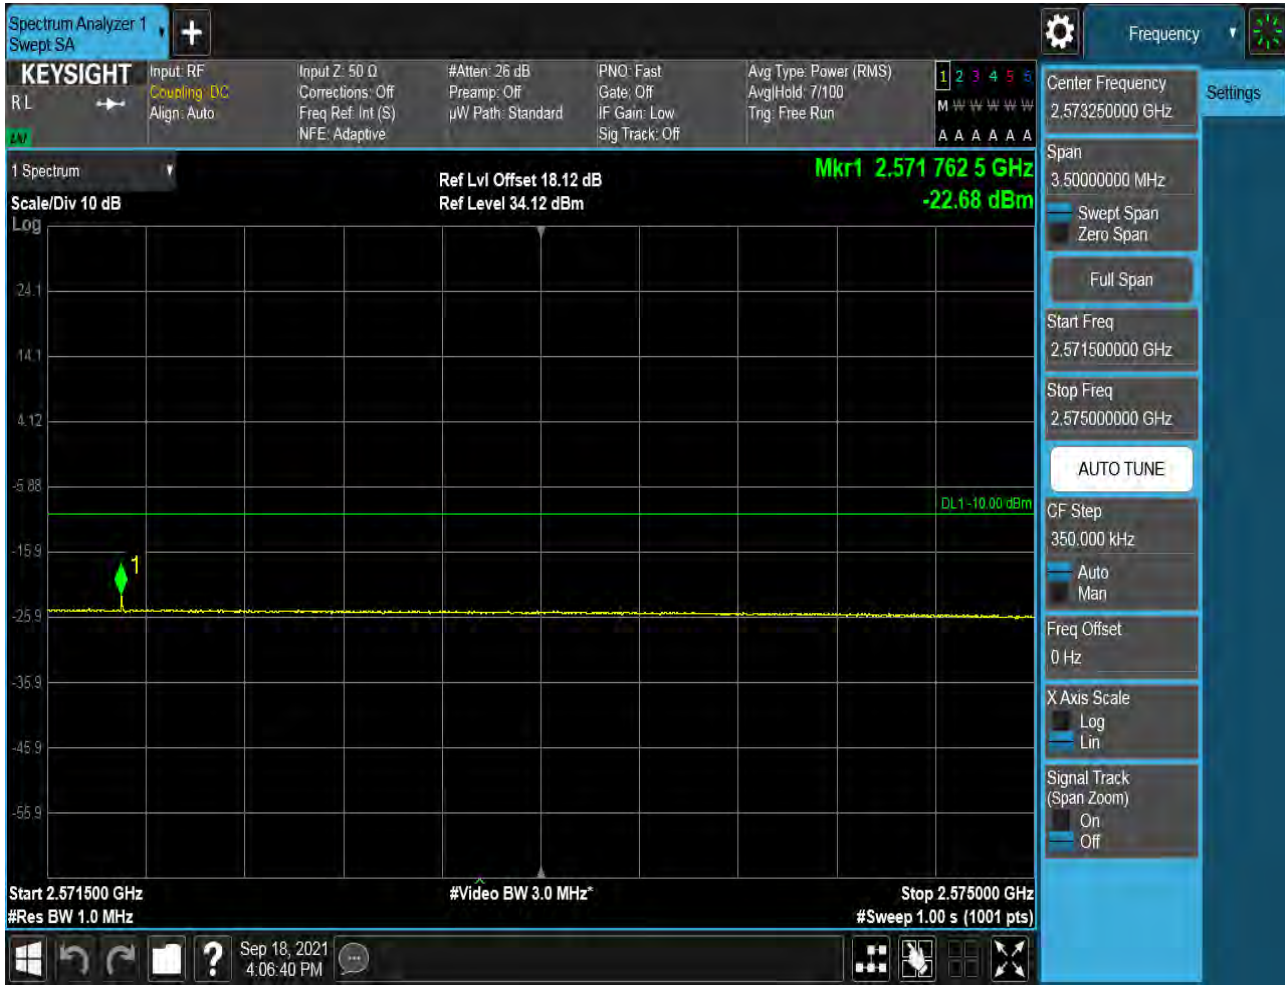 Spectrum Analyzer 1
Swept SA
Frequency
KEYSIGHT
R L
LXI
Input: RF
Coupling: DC
Align: Auto
Input Z: 50 Ω
Corrections: Off
Freq Ref: Int (S)
NFE: Adaptive
#Atten: 26 dB
Preamp: Off
µW Path: Standard
PNO: Fast
Gate: Off
IF Gain: Low
Sig Track: Off
Avg Type: Power (RMS)
Avg|Hold: 7/100
Trig: Free Run
1 2 3 4 5 6
M W W W W W
A A A A A A
1 Spectrum
Scale/Div 10 dB
Log
Ref Lvl Offset 18.12 dB
Ref Level 34.12 dBm
Mkr1 2.571 762 5 GHz
-22.68 dBm
24.1
14.1
4.12
-5.88
DL1 -10.00 dBm
-15.9
1
-25.9
-35.9
-45.9
-55.9
Start 2.571500 GHz
#Res BW 1.0 MHz
#Video BW 3.0 MHz*
Stop 2.575000 GHz
#Sweep 1.00 s (1001 pts)
Sep 18, 2021
4:06:40 PM
Center Frequency
2.573250000 GHz
Settings
Span
3.50000000 MHz
Swept Span
Zero Span
Full Span
Start Freq
2.571500000 GHz
Stop Freq
2.575000000 GHz
AUTO TUNE
CF Step
350.000 kHz
Auto
Man
Freq Offset
0 Hz
X Axis Scale
Log
Lin
Signal Track
(Span Zoom)
On
Off